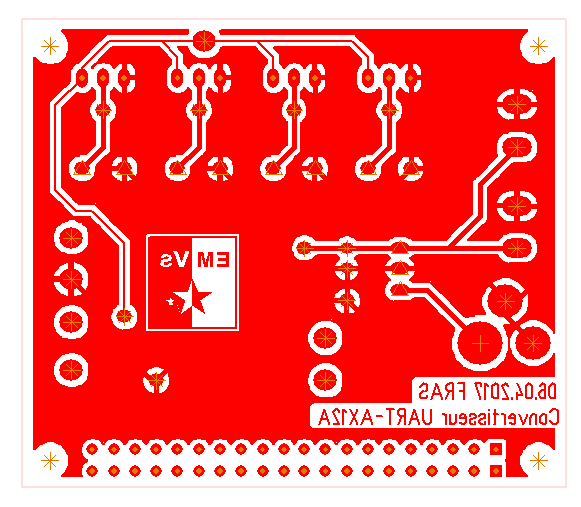 EM Vs
06.04.2017 FRAS
Convertisseur UART-AX12A